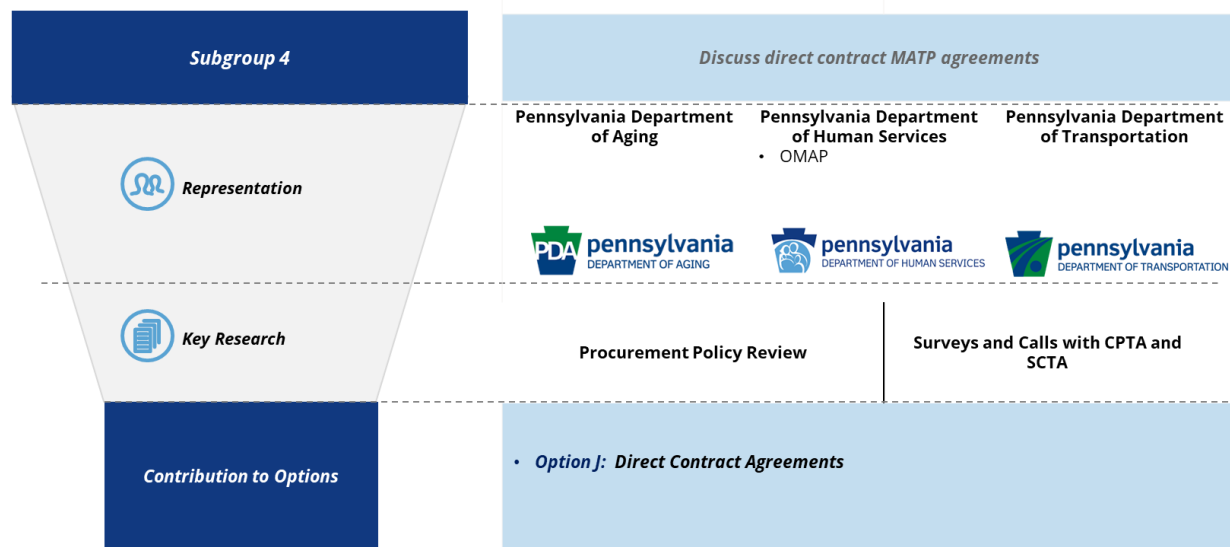 Subgroup 4
Discuss direct contract MATP agreements
Representation
Pennsylvania Department
of Aging
Pennsylvania Department
of Human Services
• OMAP
Pennsylvania Department
of Transportation
PDA pennsylvania
DEPARTMENT OF AGING
pennsylvania
DEPARTMENT OF HUMAN SERVICES
pennsylvania
DEPARTMENT OF TRANSPORTATION
Key Research
Procurement Policy Review
Surveys and Calls with CPTA and
SCTA
Contribution to Options
• Option J: Direct Contract Agreements